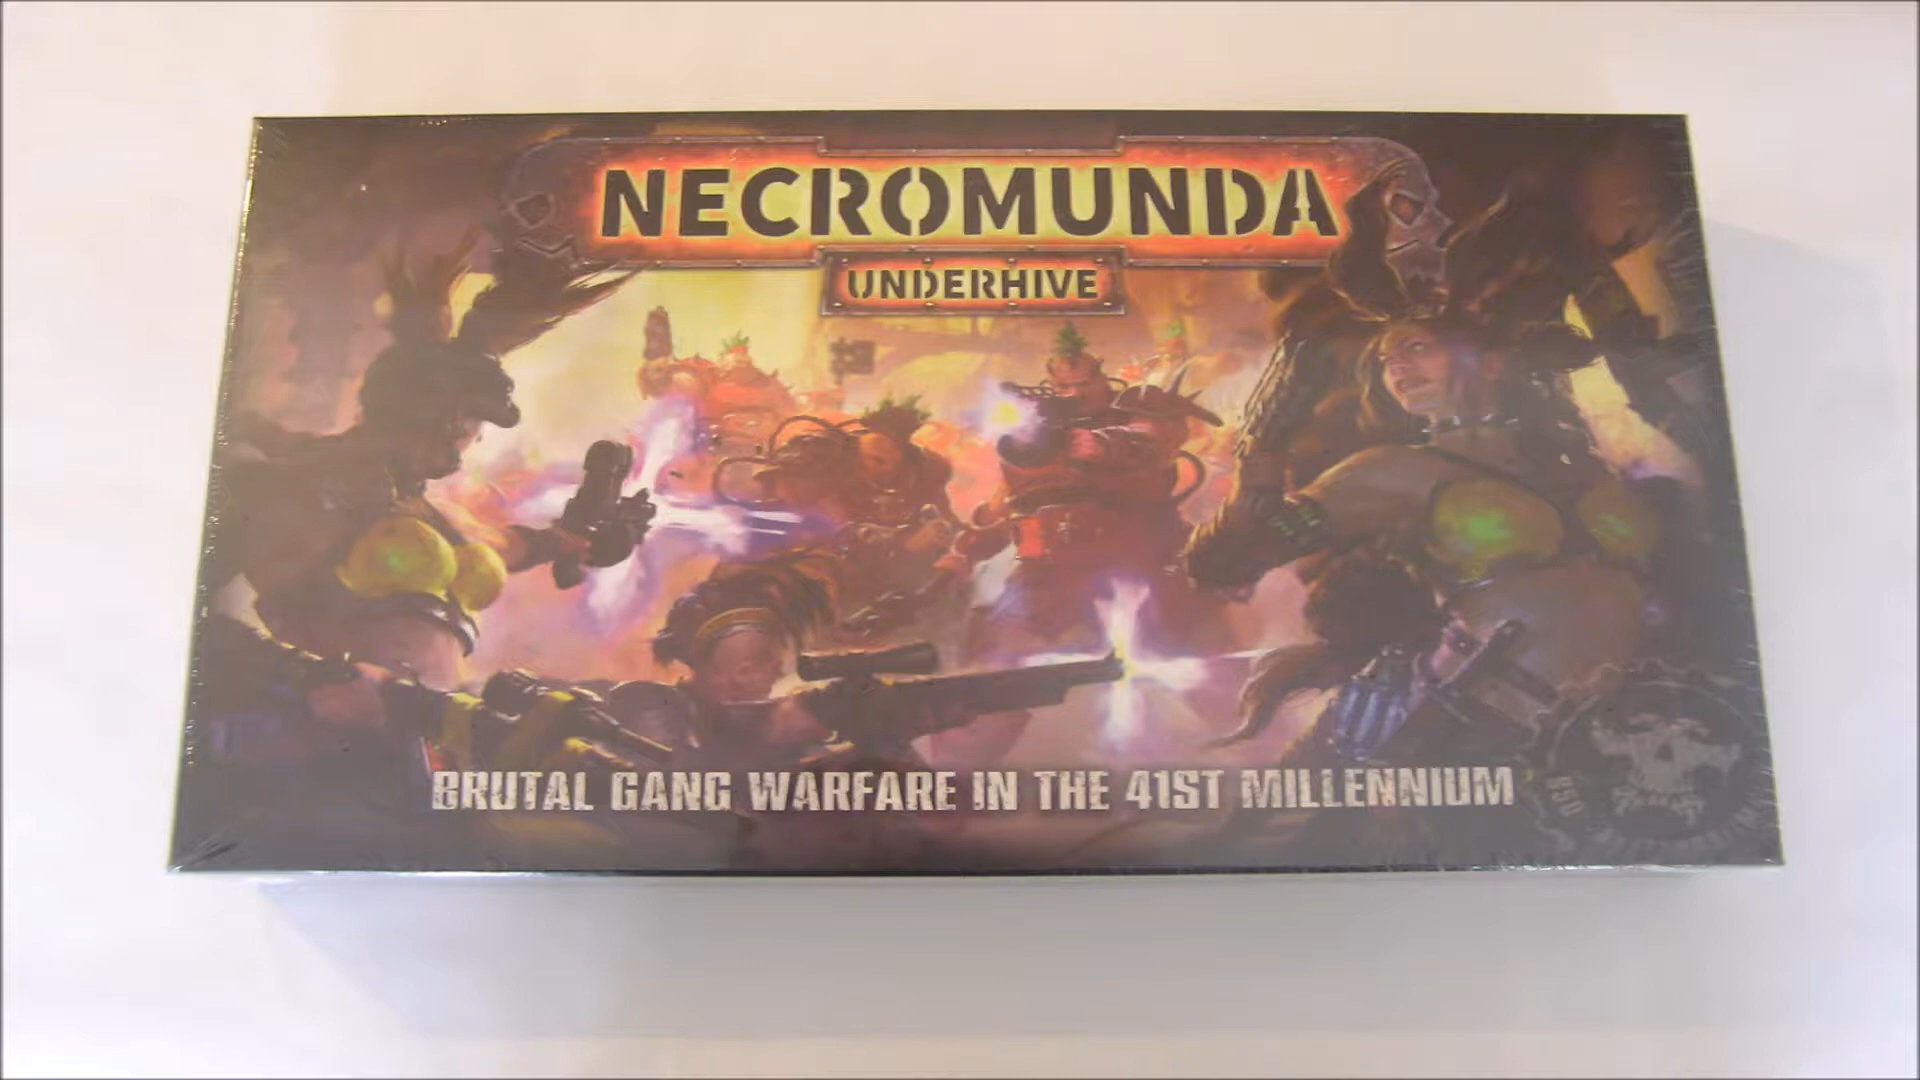 NECROMUNDA
UNDERHIVE
BRUTAL GANG WARFARE IN THE 41ST MILLENNIUM